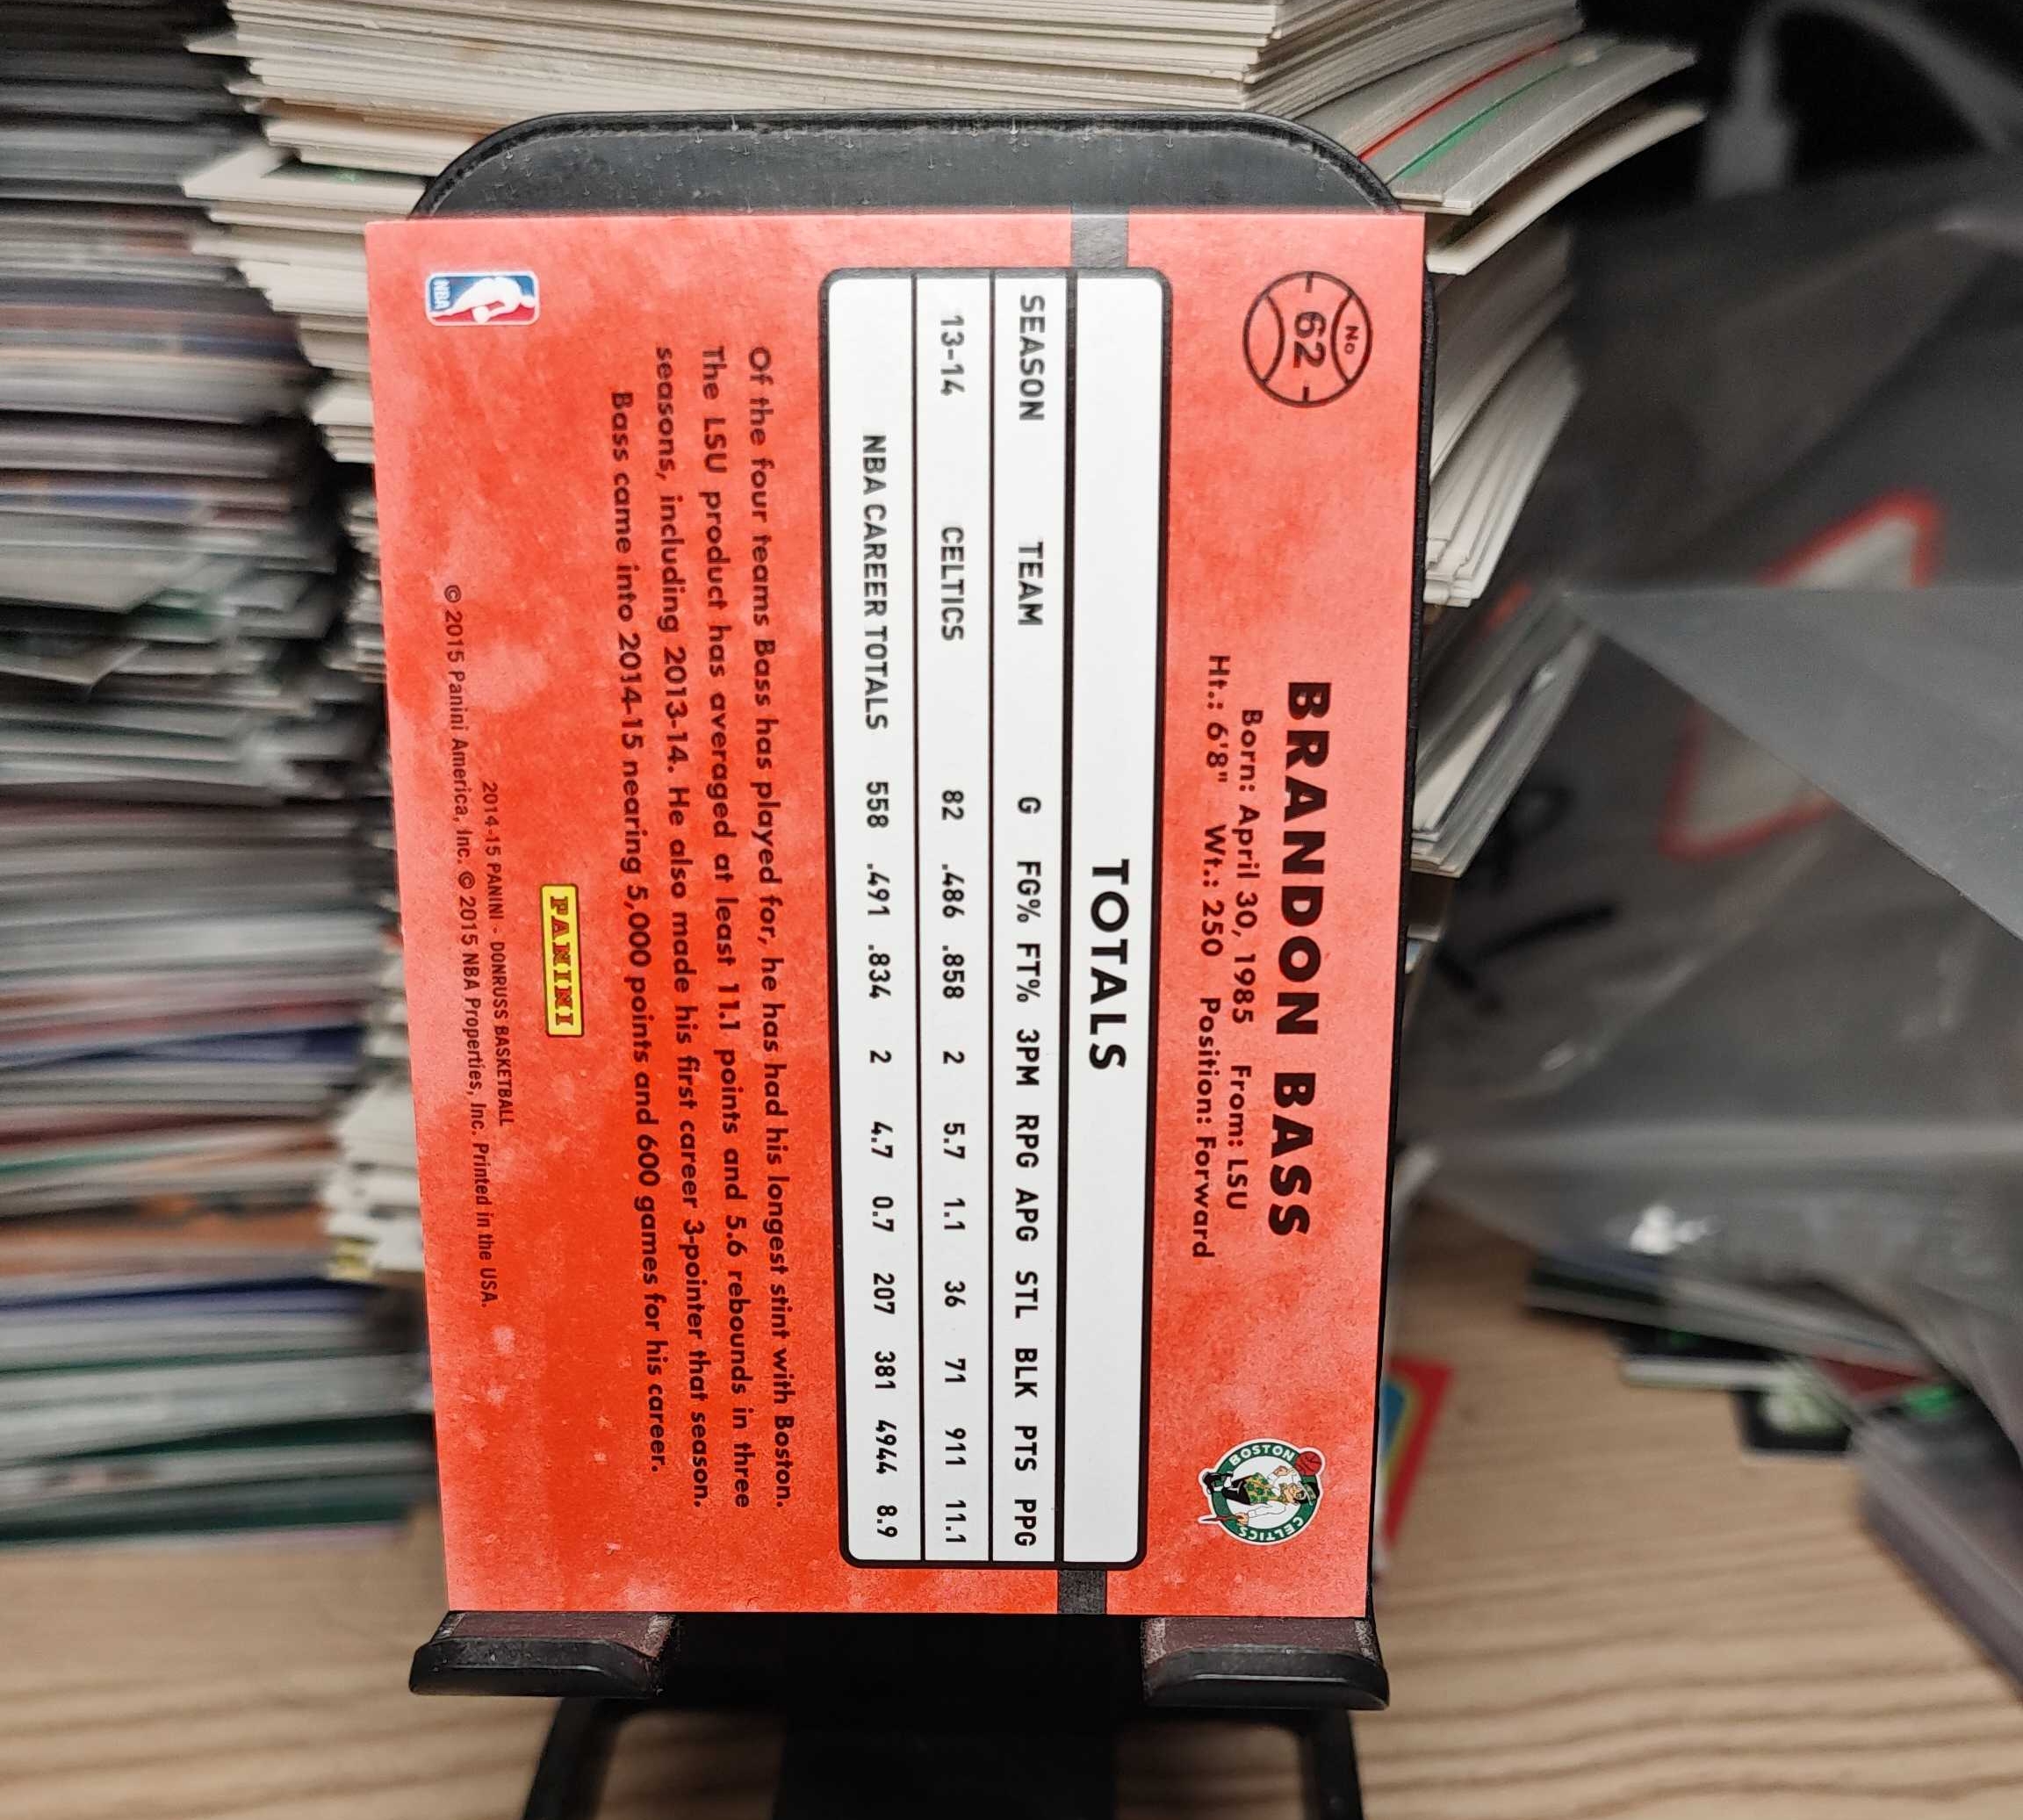 No
62
BRANDON BASS
Born: April 30, 1985 From: LSU
Ht.: 6'8" Wt.: 250 Position: Forward
BOSTON
CELTICS
TOTALS
SEASON TEAM G FG% FT% 3PM RPG APG STL BLK PTS PPG
13-14 CELTICS 82 .486 .858 2 5.7 1.1 36 71 911 11.1
NBA CAREER TOTALS 558 .491 .834 2 4.7 0.7 207 381 4944 8.9
Of the four teams Bass has played for, he has had his longest stint with Boston.
The LSU product has averaged at least 11.1 points and 5.6 rebounds in three
seasons, including 2013-14. He also made his first career 3-pointer that season.
Bass came into 2014-15 nearing 5,000 points and 600 games for his career.
PANINI
2014-15 PANINI - DONRUSS BASKETBALL
© 2015 Panini America, Inc. © 2015 NBA Properties, Inc. Printed in the USA.
NBA